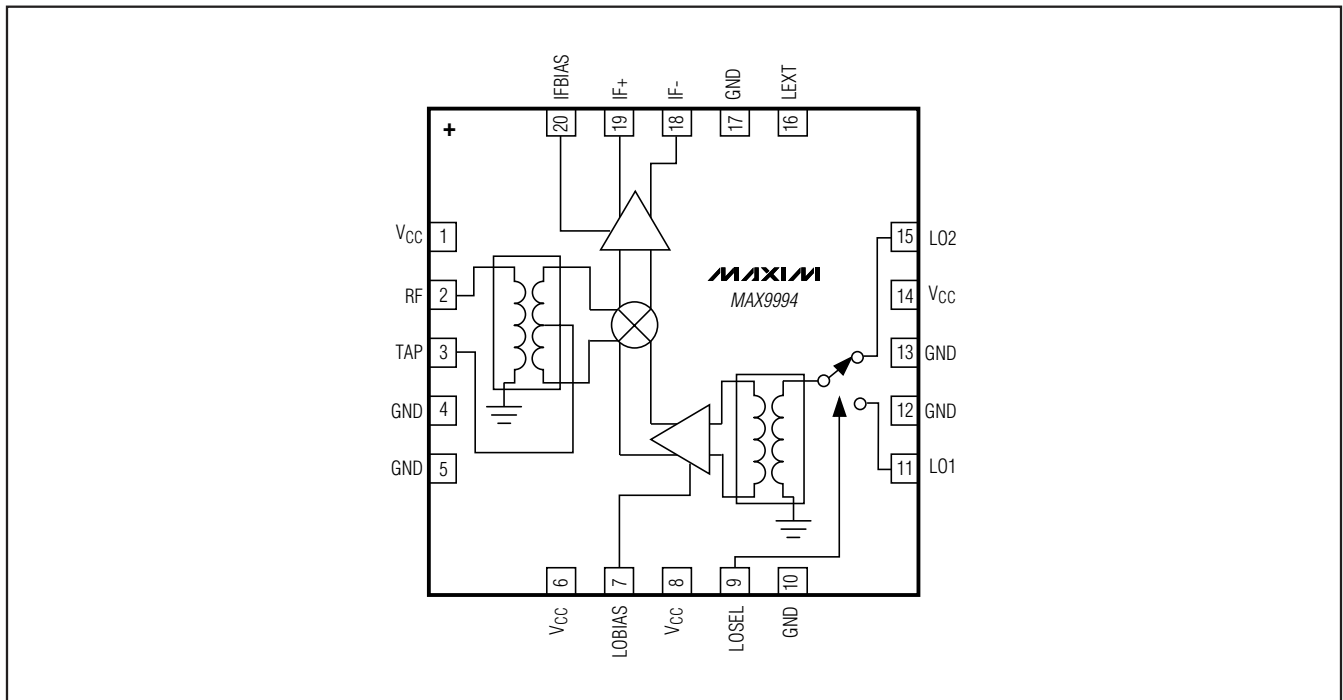 IFBIAS
IF+
IF-
GND
LEXT
20
19
18
17
16
+
VCC 1
RF 2
TAP 3
GND 4
GND 5
MAXIM
MAX9994
15 LO2
14 VCC
13 GND
12 GND
11 LO1
6
7
8
9
10
VCC
LOBIAS
VCC
LOSEL
GND